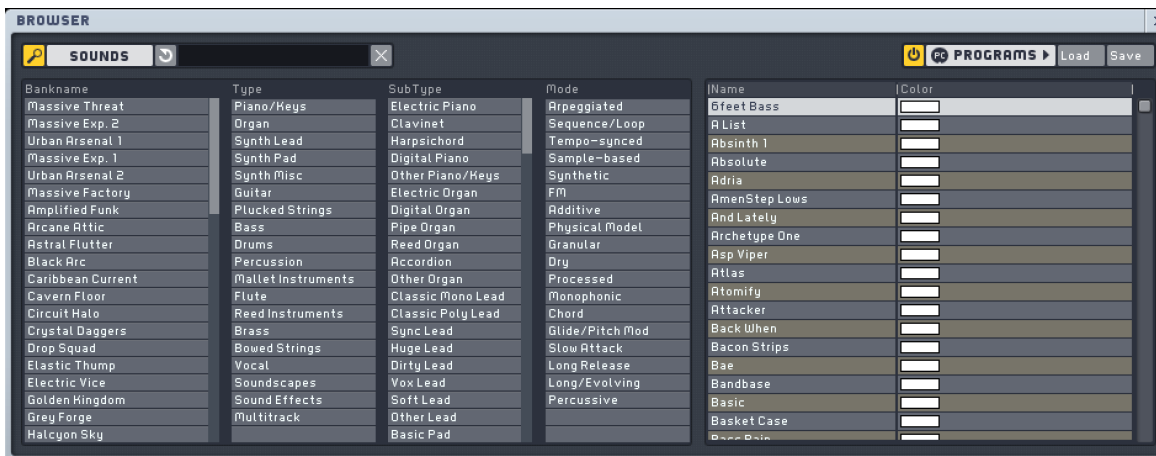 BROWSER
SOUNDS
PC PROGRAMS Load Save
Bankname Type SubType Mode
Massive Threat Piano/Keys Electric Piano Arpeggiated
Massive Exp. 2 Organ Clavinet Sequence/Loop
Urban Arsenal 1 Synth Lead Harpsichord Tempo-synced
Massive Exp. 1 Synth Pad Digital Piano Sample-based
Urban Arsenal 2 Synth Misc Other Piano/Keys Synthetic
Massive Factory Guitar Electric Organ FM
Amplified Funk Plucked Strings Digital Organ Additive
Arcane Attic Bass Pipe Organ Physical Model
Astral Flutter Drums Reed Organ Granular
Black Arc Percussion Accordion Dry
Caribbean Current Mallet Instruments Other Organ Processed
Cavern Floor Flute Classic Mono Lead Monophonic
Circuit Halo Reed Instruments Classic Poly Lead Chord
Crystal Daggers Brass Sync Lead Glide/Pitch Mod
Drop Squad Bowed Strings Huge Lead Slow Attack
Elastic Thump Vocal Dirty Lead Long Release
Electric Vice Soundscapes Vox Lead Long/Evolving
Golden Kingdom Sound Effects Soft Lead Percussive
Grey Forge Multitrack Other Lead
Halcyon Sky Basic Pad
Name Color
6feet Bass
A List
Absinth 1
Absolute
Adria
AmenStep Lows
And Lately
Archetype One
Asp Viper
Atlas
Atomify
Attacker
Back When
Bacon Strips
Bae
Bandbase
Basic
Basket Case